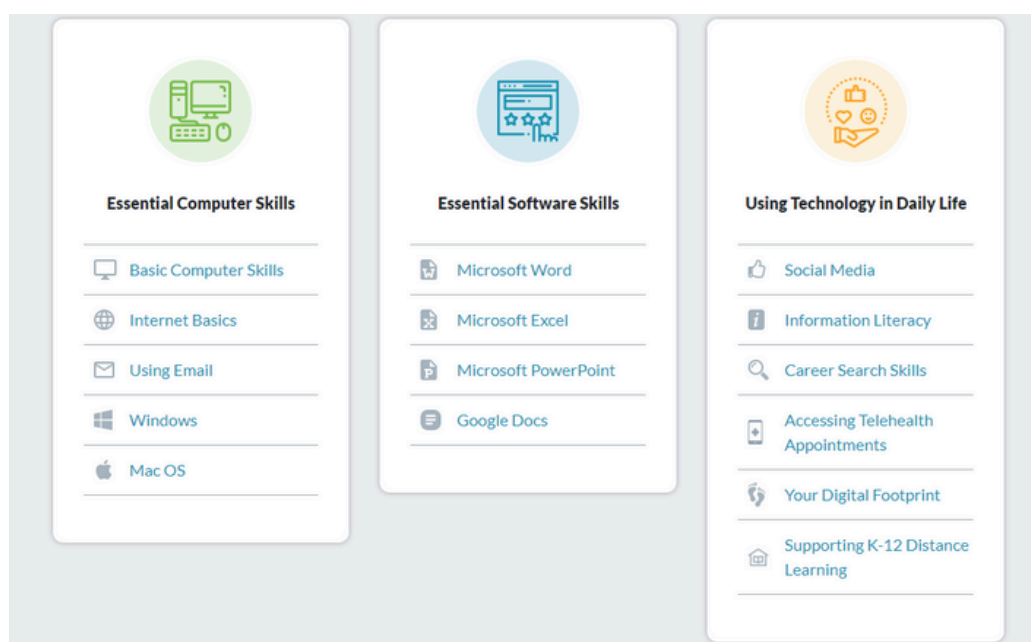 Essential Computer Skills
Basic Computer Skills
Internet Basics
Using Email
Windows
Mac OS
Essential Software Skills
Microsoft Word
Microsoft Excel
Microsoft PowerPoint
Google Docs
Using Technology in Daily Life
Social Media
Information Literacy
Career Search Skills
Accessing Telehealth
Appointments
Your Digital Footprint
Supporting K-12 Distance
Learning